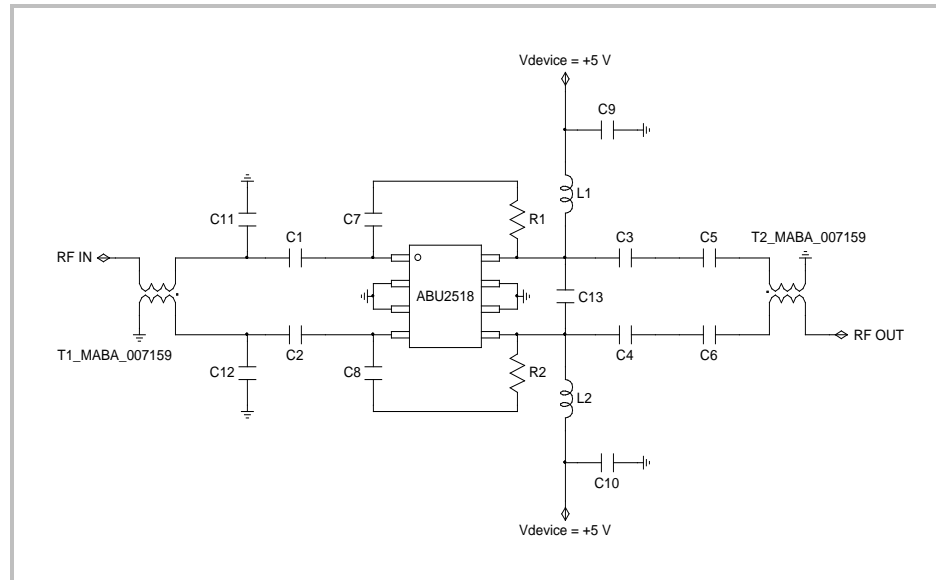 Vdevice = +5 V
C9
L1
C11
C7
R1
C1
C3
C5
T2_MABA_007159
RF IN
ABU2518
C13
T1_MABA_007159
C2
C4
C6
RF OUT
C12
C8
R2
L2
C10
Vdevice = +5 V